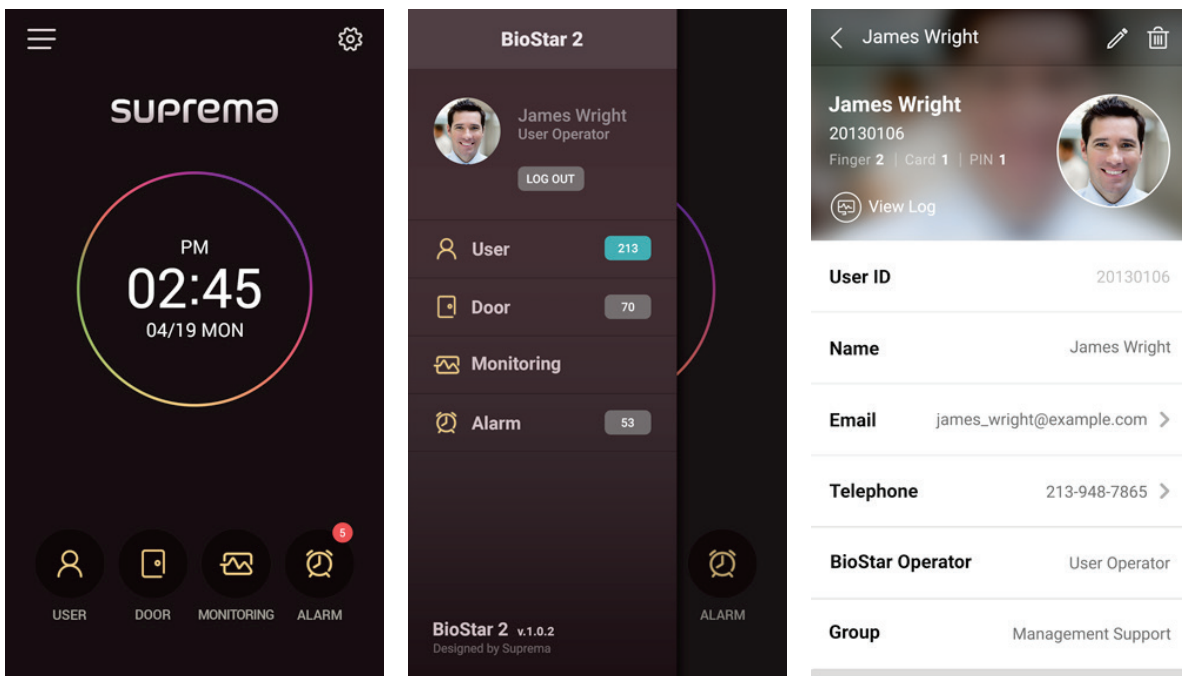 suprema
PM
02:45
04/19 MON
5
USER
DOOR
MONITORING
ALARM
BioStar 2
James Wright
User Operator
LOG OUT
User 213
Door 70
Monitoring
Alarm 53
ALARM
BioStar 2 v.1.0.2
Designed by Suprema
James Wright
James Wright
20130106
Finger 2 | Card 1 | PIN 1
View Log
User ID 20130106
Name James Wright
Email james_wright@example.com
Telephone 213-948-7865
BioStar Operator User Operator
Group Management Support